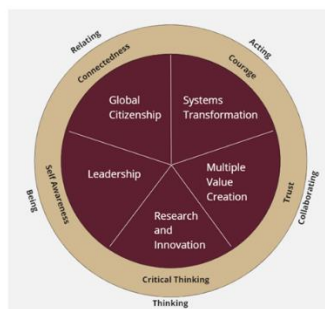 Relating
Acting
Connectedness
Courage
Global
Citizenship
Systems
Transformation
Leadership
Multiple
Value
Creation
Research
and
Innovation
Self Awareness
Being
Trust
Collaborating
Critical Thinking
Thinking